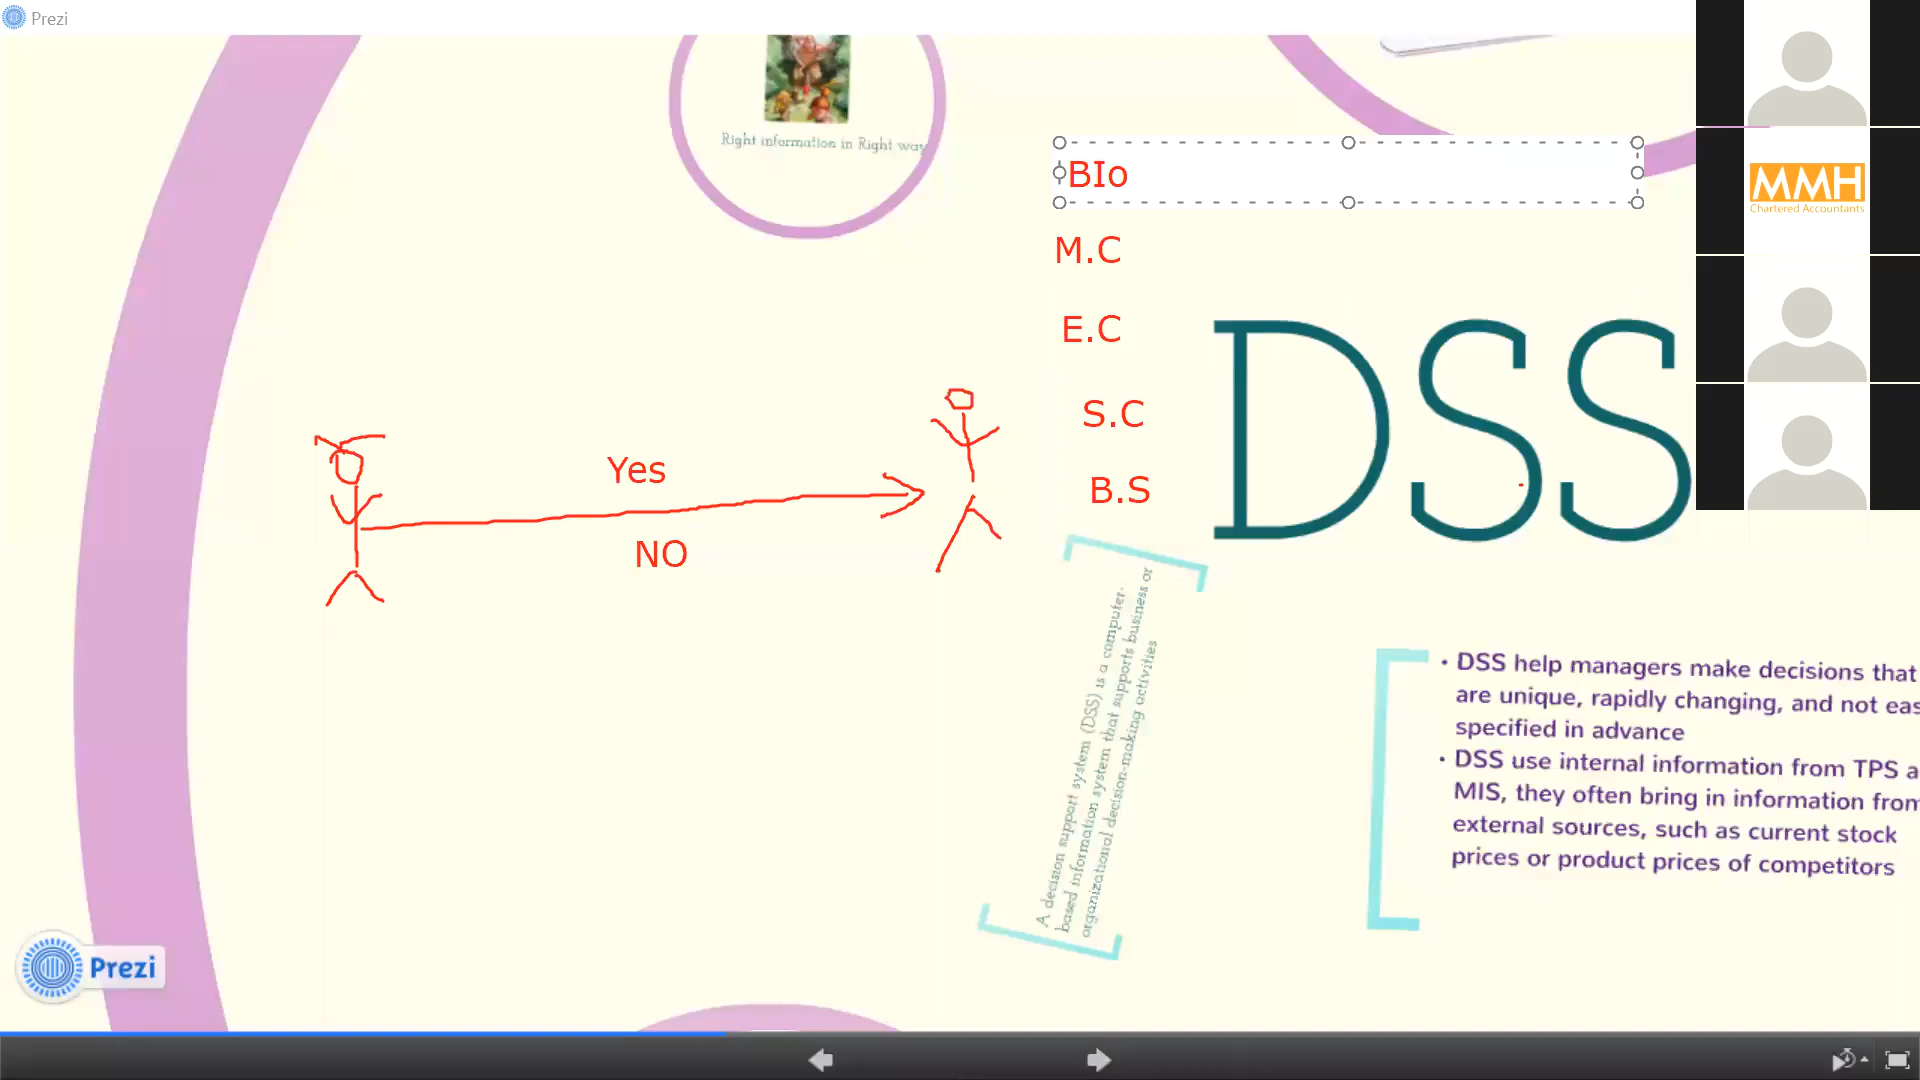 Prezi
Right information in Right way
BIo
M.C
E.C
S.C
B.S
Yes
NO
DSS
MMH
Chartered Accountants
A decision support system (DSS) is a computer-
based information system that supports business or
organizational decision-making activities
• DSS help managers make decisions that
are unique, rapidly changing, and not eas
specified in advance
• DSS use internal information from TPS a
MIS, they often bring in information from
external sources, such as current stock
prices or product prices of competitors
Prezi